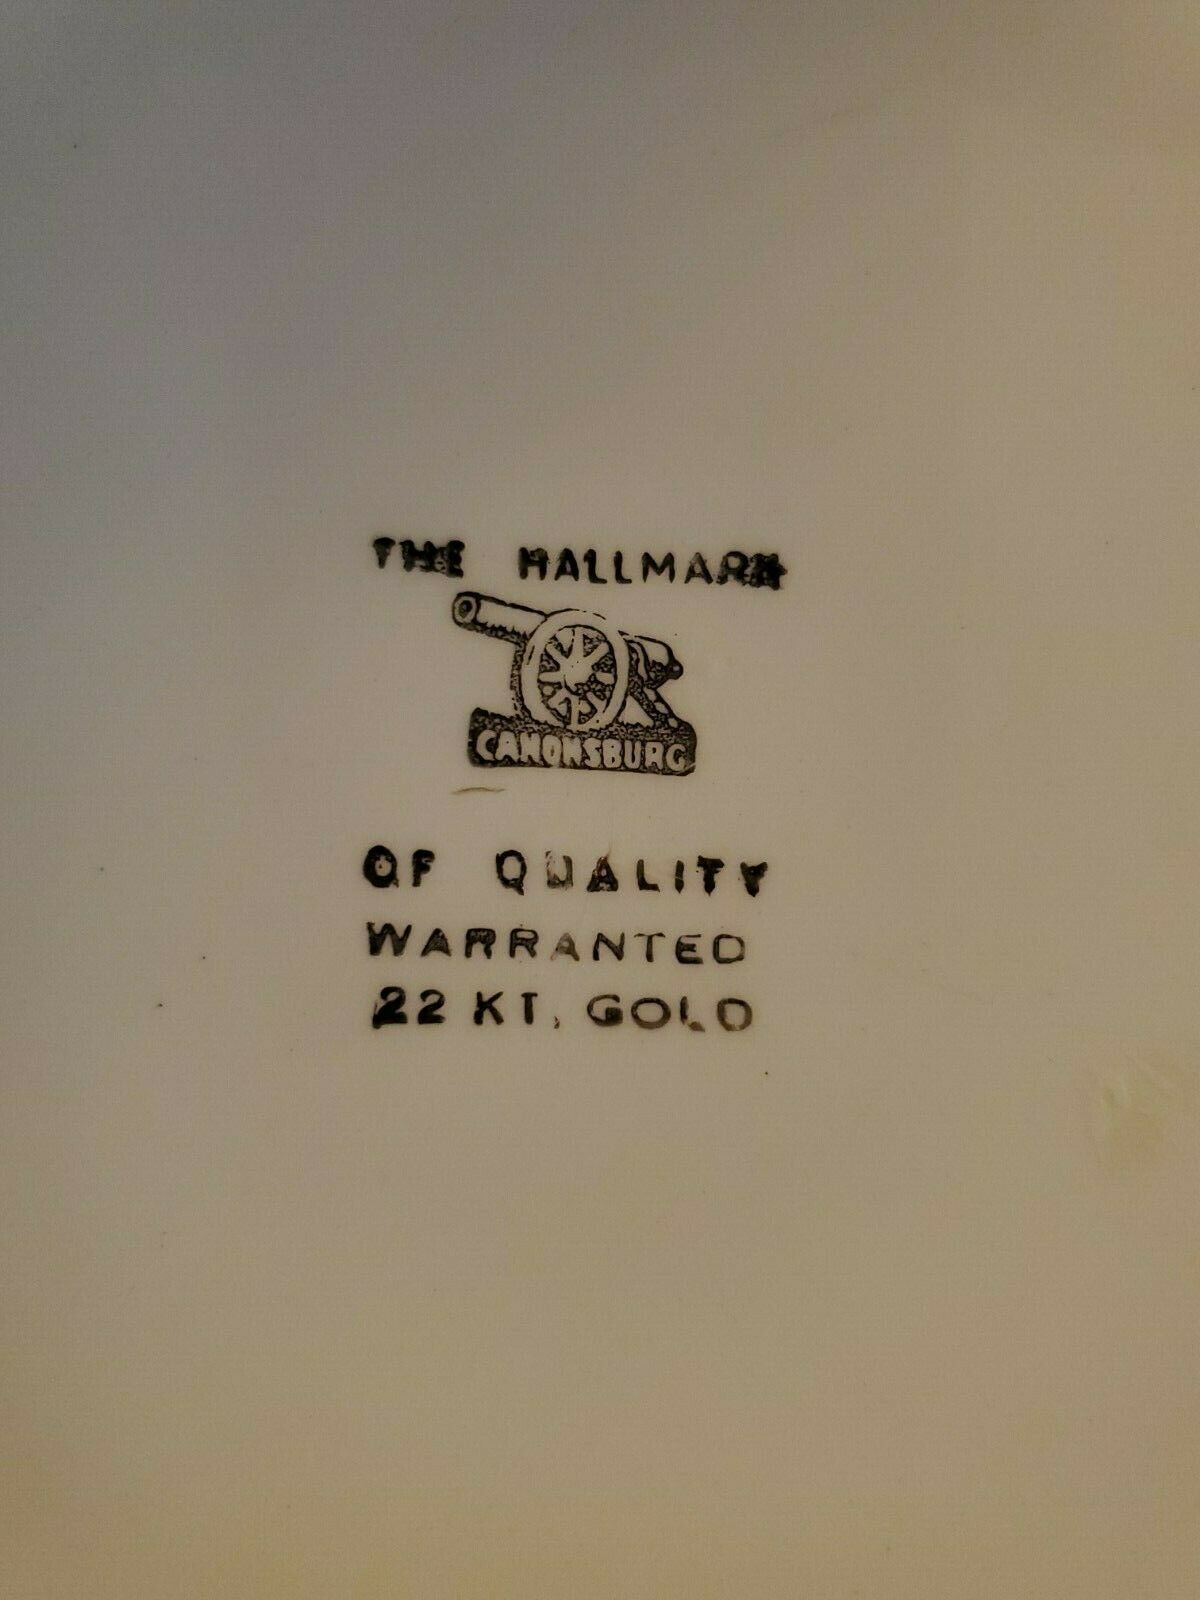 THE HALLMARK
CANONSBURG
OF QUALITY
WARRANTED
22 KT. GOLD